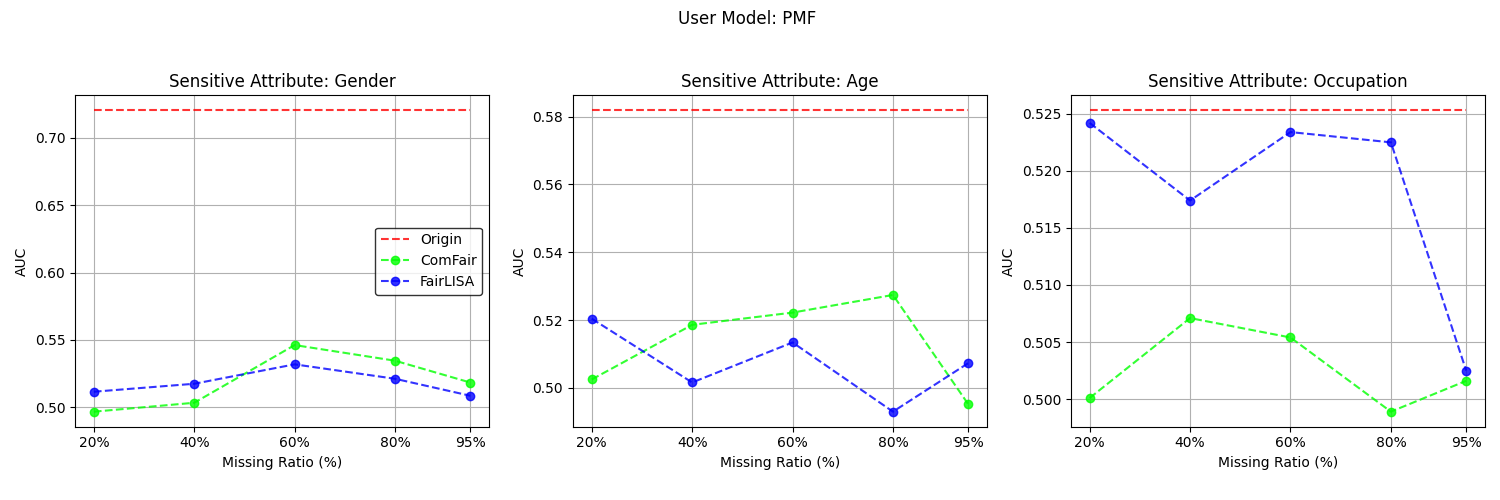 User Model: PMF
Sensitive Attribute: Gender
0.70
0.65
0.60
0.55
0.50
AUC
Origin
ComFair
FairLISA
20%
40%
60%
80%
95%
Missing Ratio (%)
Sensitive Attribute: Age
0.58
0.56
0.54
0.52
0.50
AUC
20%
40%
60%
80%
95%
Missing Ratio (%)
Sensitive Attribute: Occupation
0.525
0.520
0.515
0.510
0.505
0.500
AUC
20%
40%
60%
80%
95%
Missing Ratio (%)